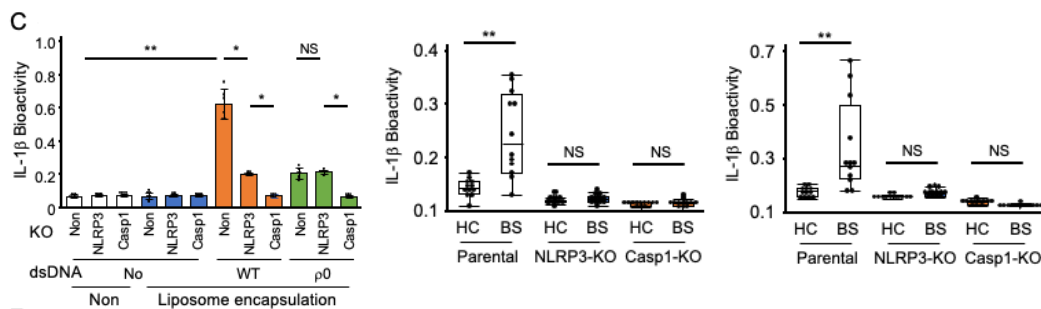 C
IL-1β Bioactivity
1.0
0.8
0.6
0.4
0.2
0
**
*
*
NS
*
KO
Non
NLRP3
Casp1
Non
NLRP3
Casp1
Non
NLRP3
Casp1
Non
NLRP3
Casp1
dsDNA No WT ρ0
Non Liposome encapsulation
IL-1β Bioactivity
0.4
0.3
0.2
0.1
**
NS
NS
HC BS HC BS HC BS
Parental NLRP3-KO Casp1-KO
IL-1β Bioactivity
0.7
0.5
0.3
0.1
**
NS
NS
HC BS HC BS HC BS
Parental NLRP3-KO Casp1-KO